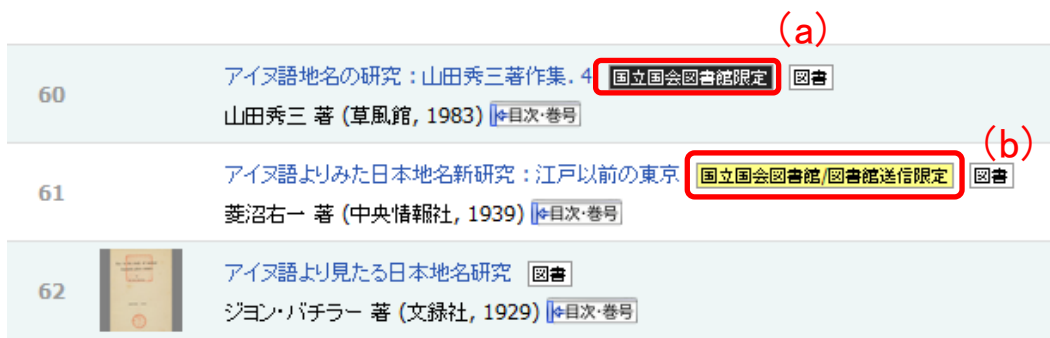 (a)
60
アイヌ語地名の研究：山田秀三著作集. 4 国立国会図書館限定 図書
山田秀三 著 (草風館, 1983) 目次・巻号
(b)
61
アイヌ語よりみた日本地名新研究：江戸以前の東京 国立国会図書館/図書館送信限定 図書
菱沼右一 著 (中央情報社, 1939) 目次・巻号
62
アイヌ語より見たる日本地名研究 図書
ジヨン・バチラー 著 (文録社, 1929) 目次・巻号